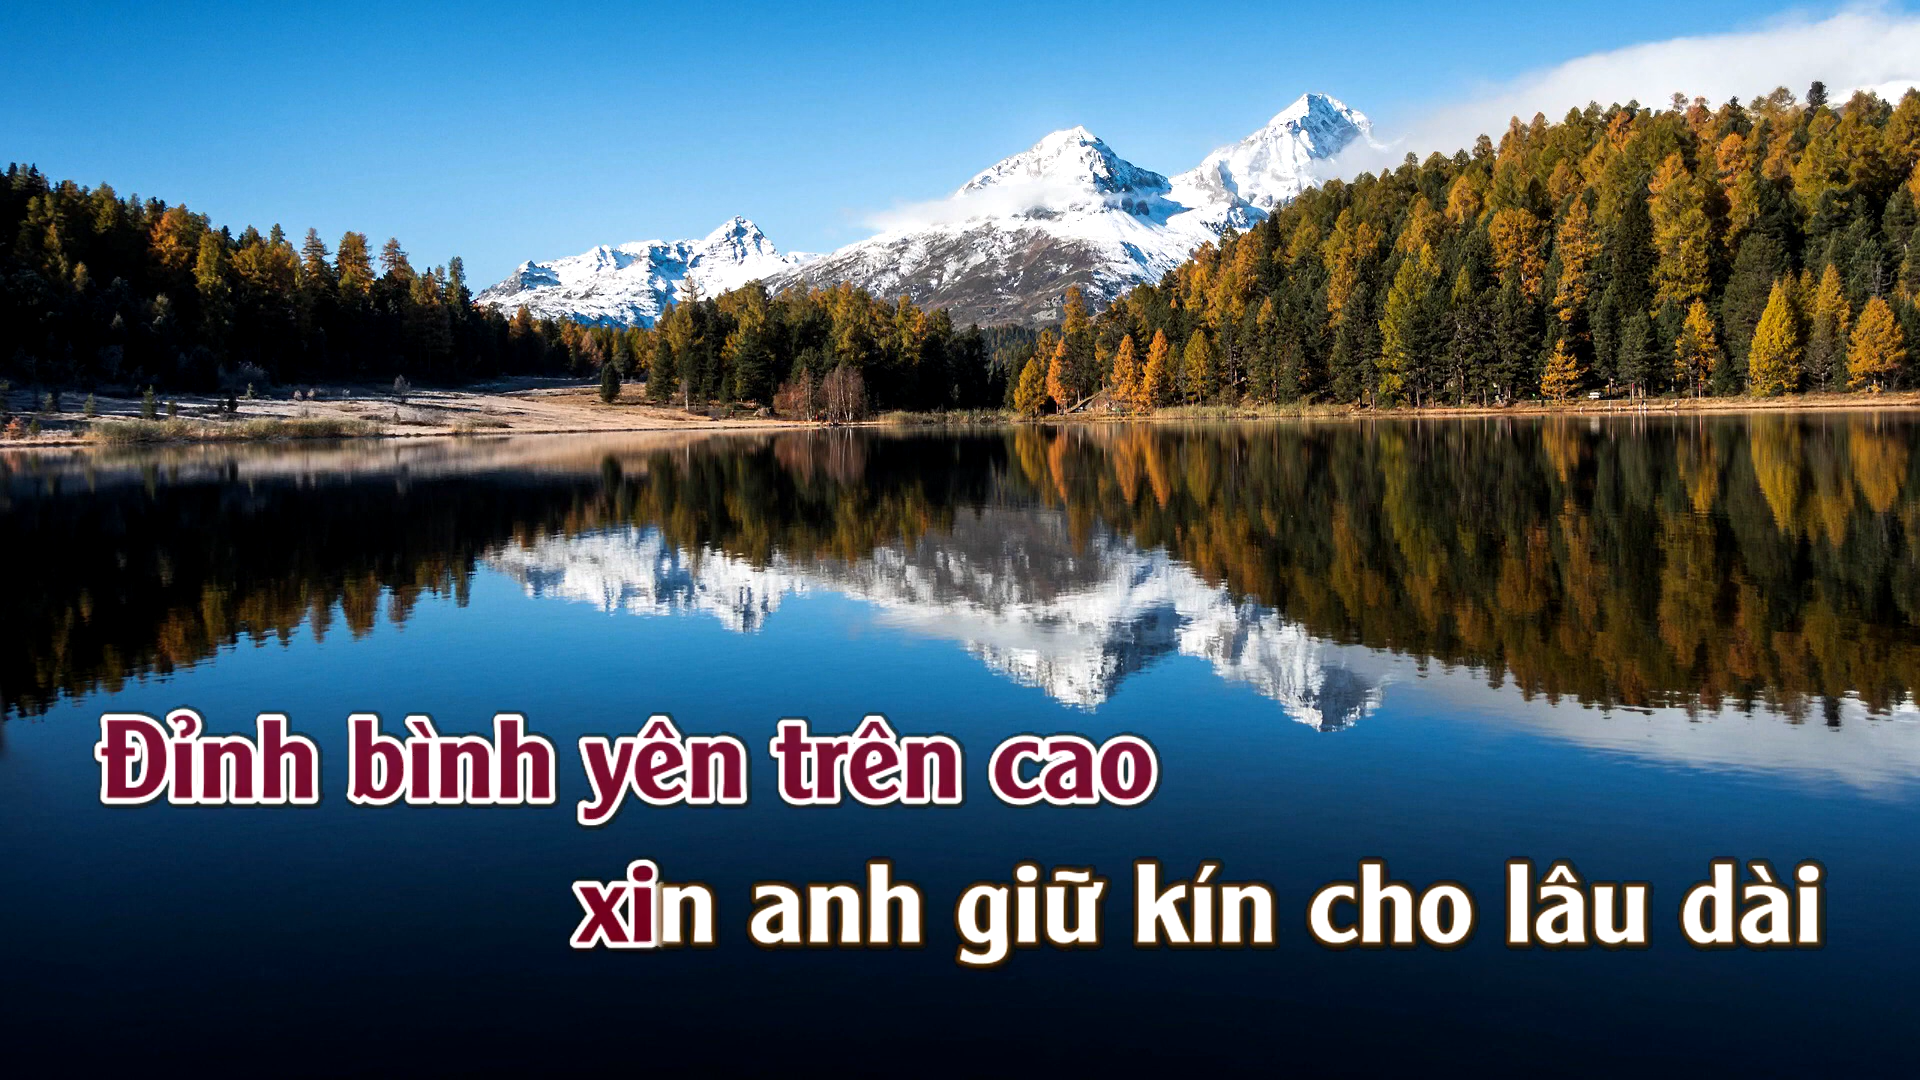 Đỉnh bình yên trên cao
xin anh giữ kín cho lâu dài